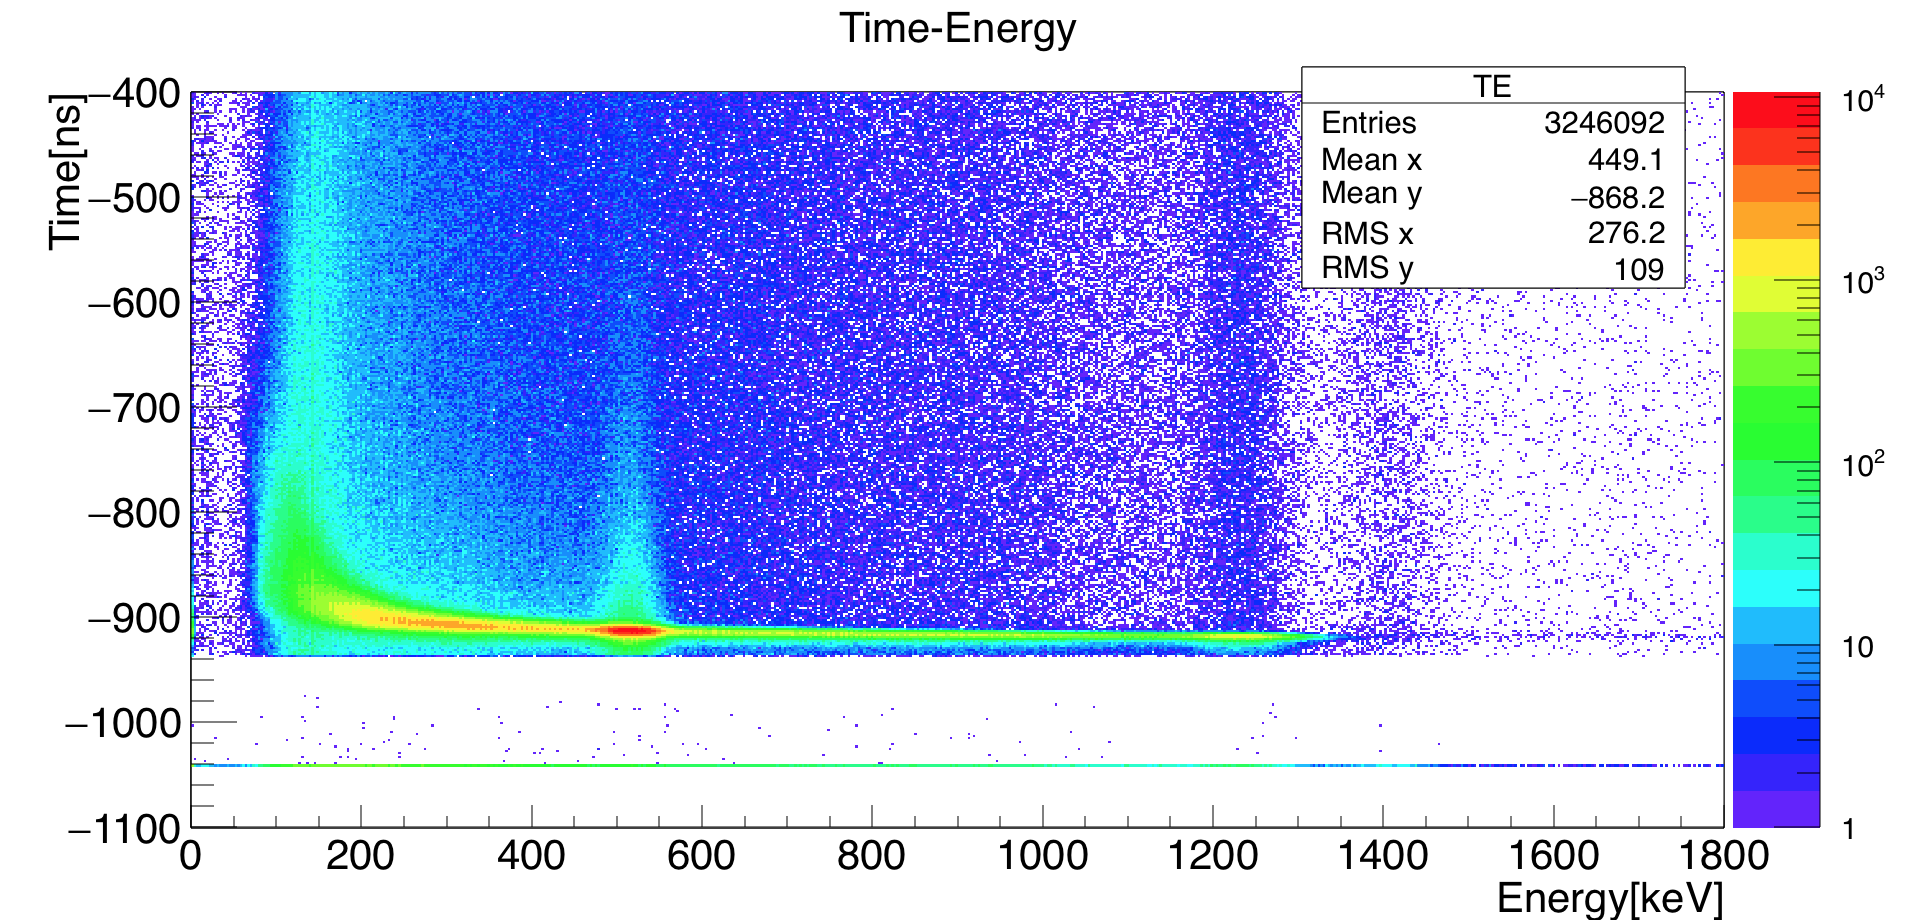 Time-Energy
Time[ns]
−400
−500
−600
−700
−800
−900
−1000
−1100
TE
Entries 3246092
Mean x 449.1
Mean y −868.2
RMS x 276.2
RMS y 109
10⁴
10³
10²
10
1
0 200 400 600 800 1000 1200 1400 1600 1800
Energy[keV]